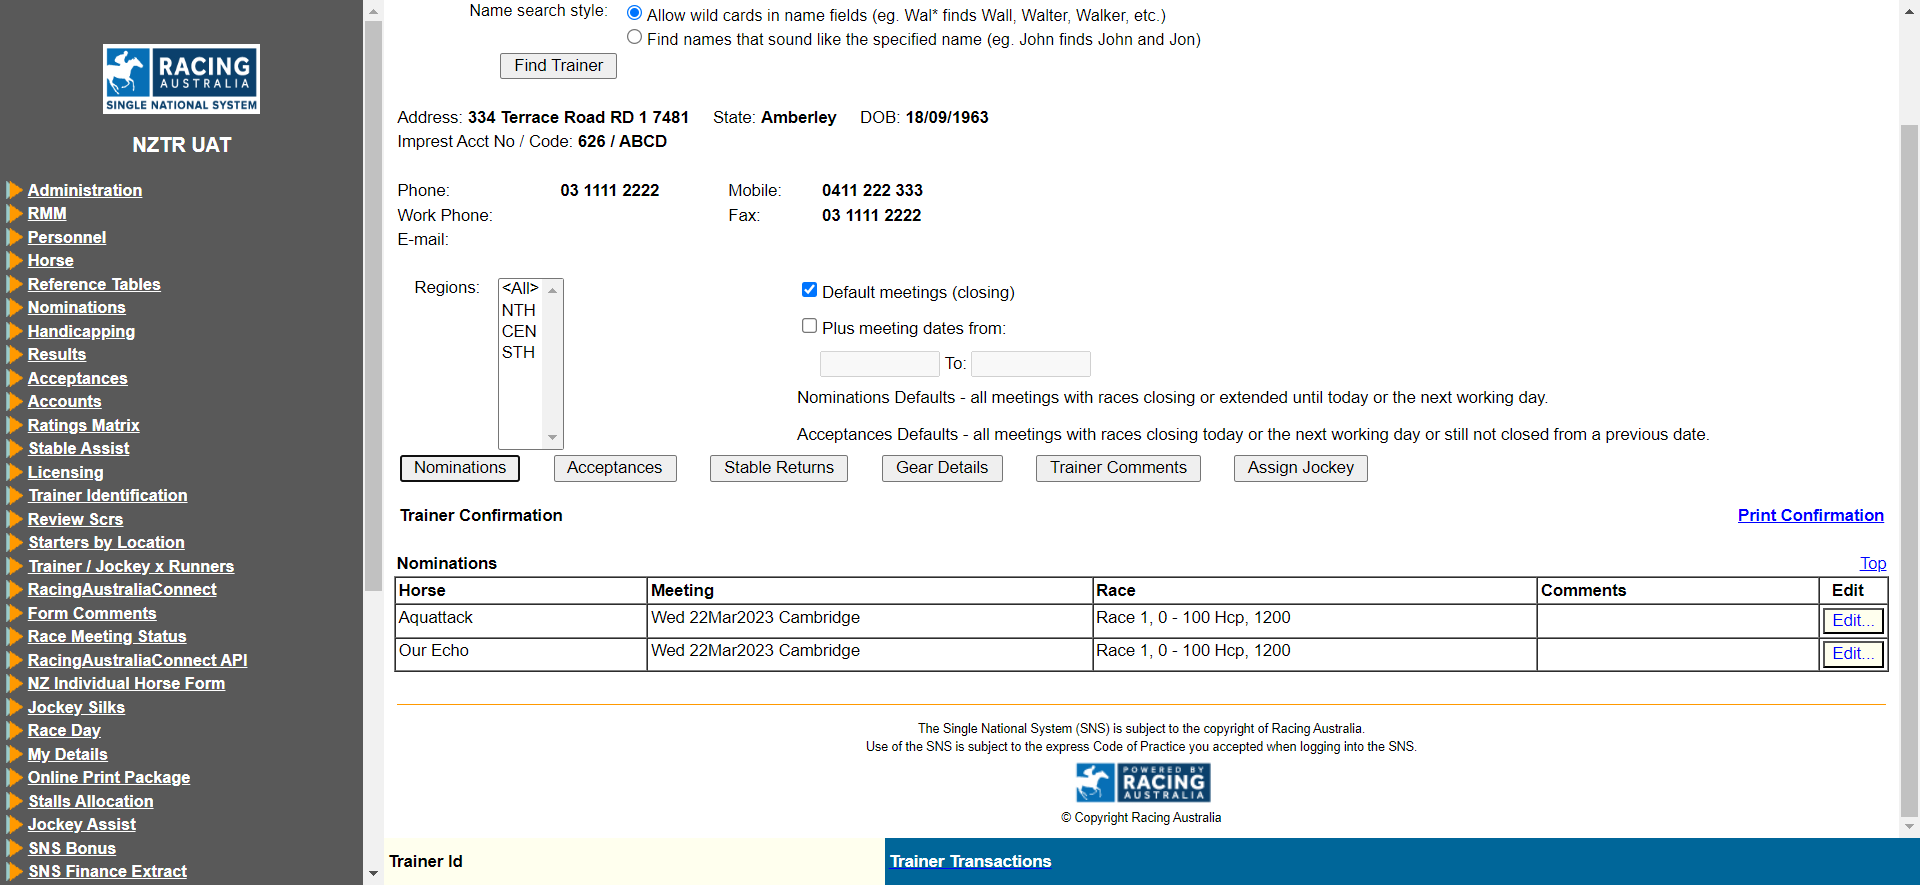 RACING
AUSTRALIA
SINGLE NATIONAL SYSTEM
NZTR UAT
Administration
RMM
Personnel
Horse
Reference Tables
Nominations
Handicapping
Results
Acceptances
Accounts
Ratings Matrix
Stable Assist
Licensing
Trainer Identification
Review Scrs
Starters by Location
Trainer / Jockey x Runners
RacingAustraliaConnect
Form Comments
Race Meeting Status
RacingAustraliaConnect API
NZ Individual Horse Form
Jockey Silks
Race Day
My Details
Online Print Package
Stalls Allocation
Jockey Assist
SNS Bonus
SNS Finance Extract
Name search style: Allow wild cards in name fields (eg. Wal* finds Wall, Walter, Walker, etc.)
Find names that sound like the specified name (eg. John finds John and Jon)
Find Trainer
Address: 334 Terrace Road RD 1 7481 State: Amberley DOB: 18/09/1963
Imprest Acct No / Code: 626 / ABCD
Phone: 03 1111 2222 Mobile: 0411 222 333
Work Phone: Fax: 03 1111 2222
E-mail:
Regions: <All>
NTH
CEN
STH
Default meetings (closing)
Plus meeting dates from:
To:
Nominations Defaults - all meetings with races closing or extended until today or the next working day.
Acceptances Defaults - all meetings with races closing today or the next working day or still not closed from a previous date.
Nominations Acceptances Stable Returns Gear Details Trainer Comments Assign Jockey
Trainer Confirmation Print Confirmation
Nominations Top
Horse Meeting Race Comments Edit
Aquattack Wed 22Mar2023 Cambridge Race 1, 0 - 100 Hcp, 1200 Edit...
Our Echo Wed 22Mar2023 Cambridge Race 1, 0 - 100 Hcp, 1200 Edit...
The Single National System (SNS) is subject to the copyright of Racing Australia.
Use of the SNS is subject to the express Code of Practice you accepted when logging into the SNS.
POWERED BY
RACING
AUSTRALIA
© Copyright Racing Australia
Trainer Id Trainer Transactions